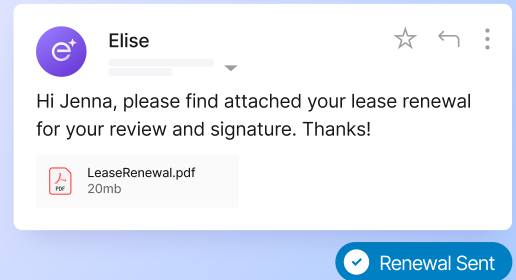 Elise
Hi Jenna, please find attached your lease renewal
for your review and signature. Thanks!
PDF
LeaseRenewal.pdf
20mb
Renewal Sent